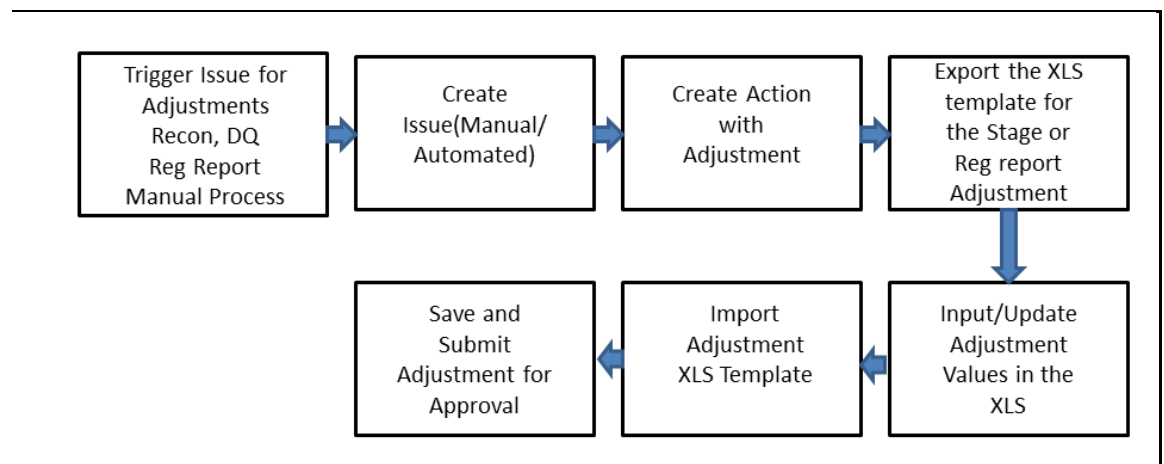 Trigger Issue for
Adjustments
Recon, DQ
Reg Report
Manual Process
Create
Issue(Manual/
Automated)
Create Action
with
Adjustment
Export the XLS
template for
the Stage or
Reg report
Adjustment
Input/Update
Adjustment
Values in the
XLS
Import
Adjustment
XLS Template
Save and
Submit
Adjustment for
Approval